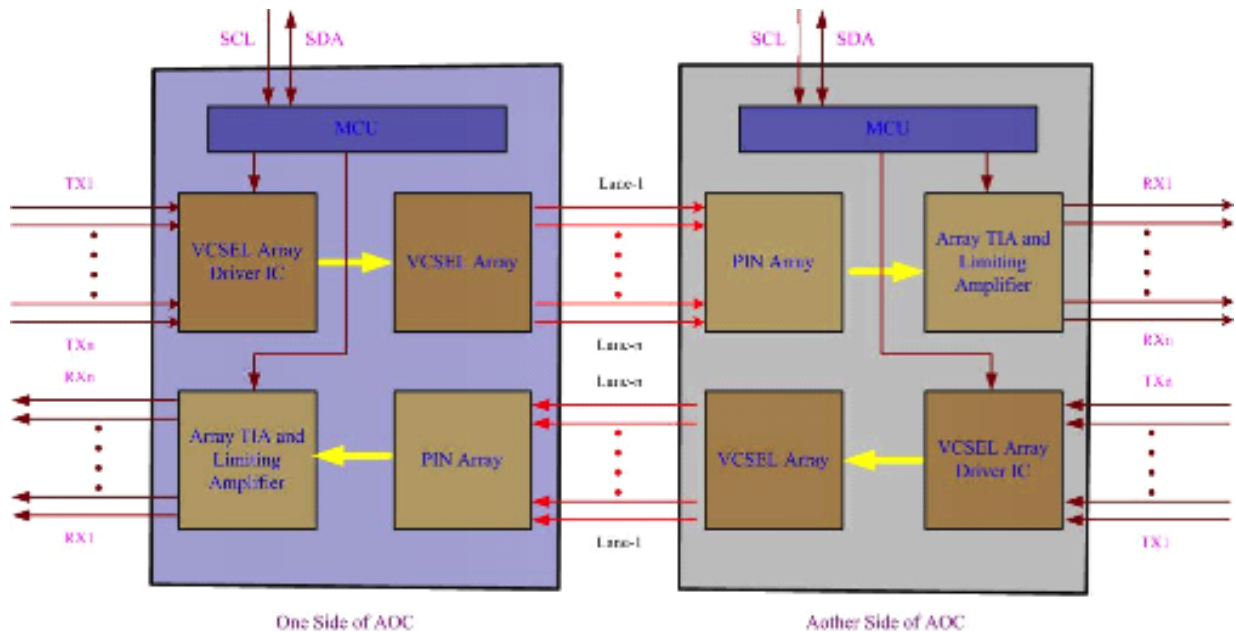 SCL SDA
SCL SDA
MCU
MCU
TX1
Lane-1
RX1
VCSEL Array
Driver IC
VCSEL Array
PIN Array
Array TIA and
Limiting
Amplifier
TXn
Lane-n
RXn
RXn
Lane-n
TXn
Array TIA and
Limiting
Amplifier
PIN Array
VCSEL Array
VCSEL Array
Driver IC
RX1
Lane-1
TX1
One Side of AOC
Aother Side of AOC